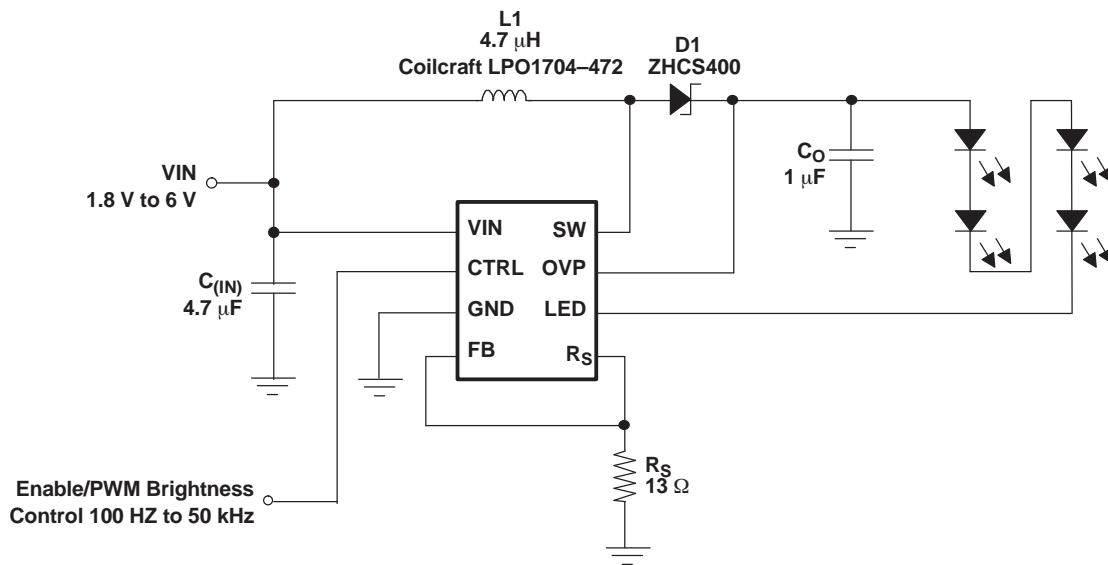 L1
4.7 μH
Coilcraft LPO1704–472
D1
ZHCS400
VIN
1.8 V to 6 V
CO
1 μF
C(IN)
4.7 μF
VIN
SW
CTRL
OVP
GND
LED
FB
RS
RS
13 Ω
Enable/PWM Brightness
Control 100 HZ to 50 kHz